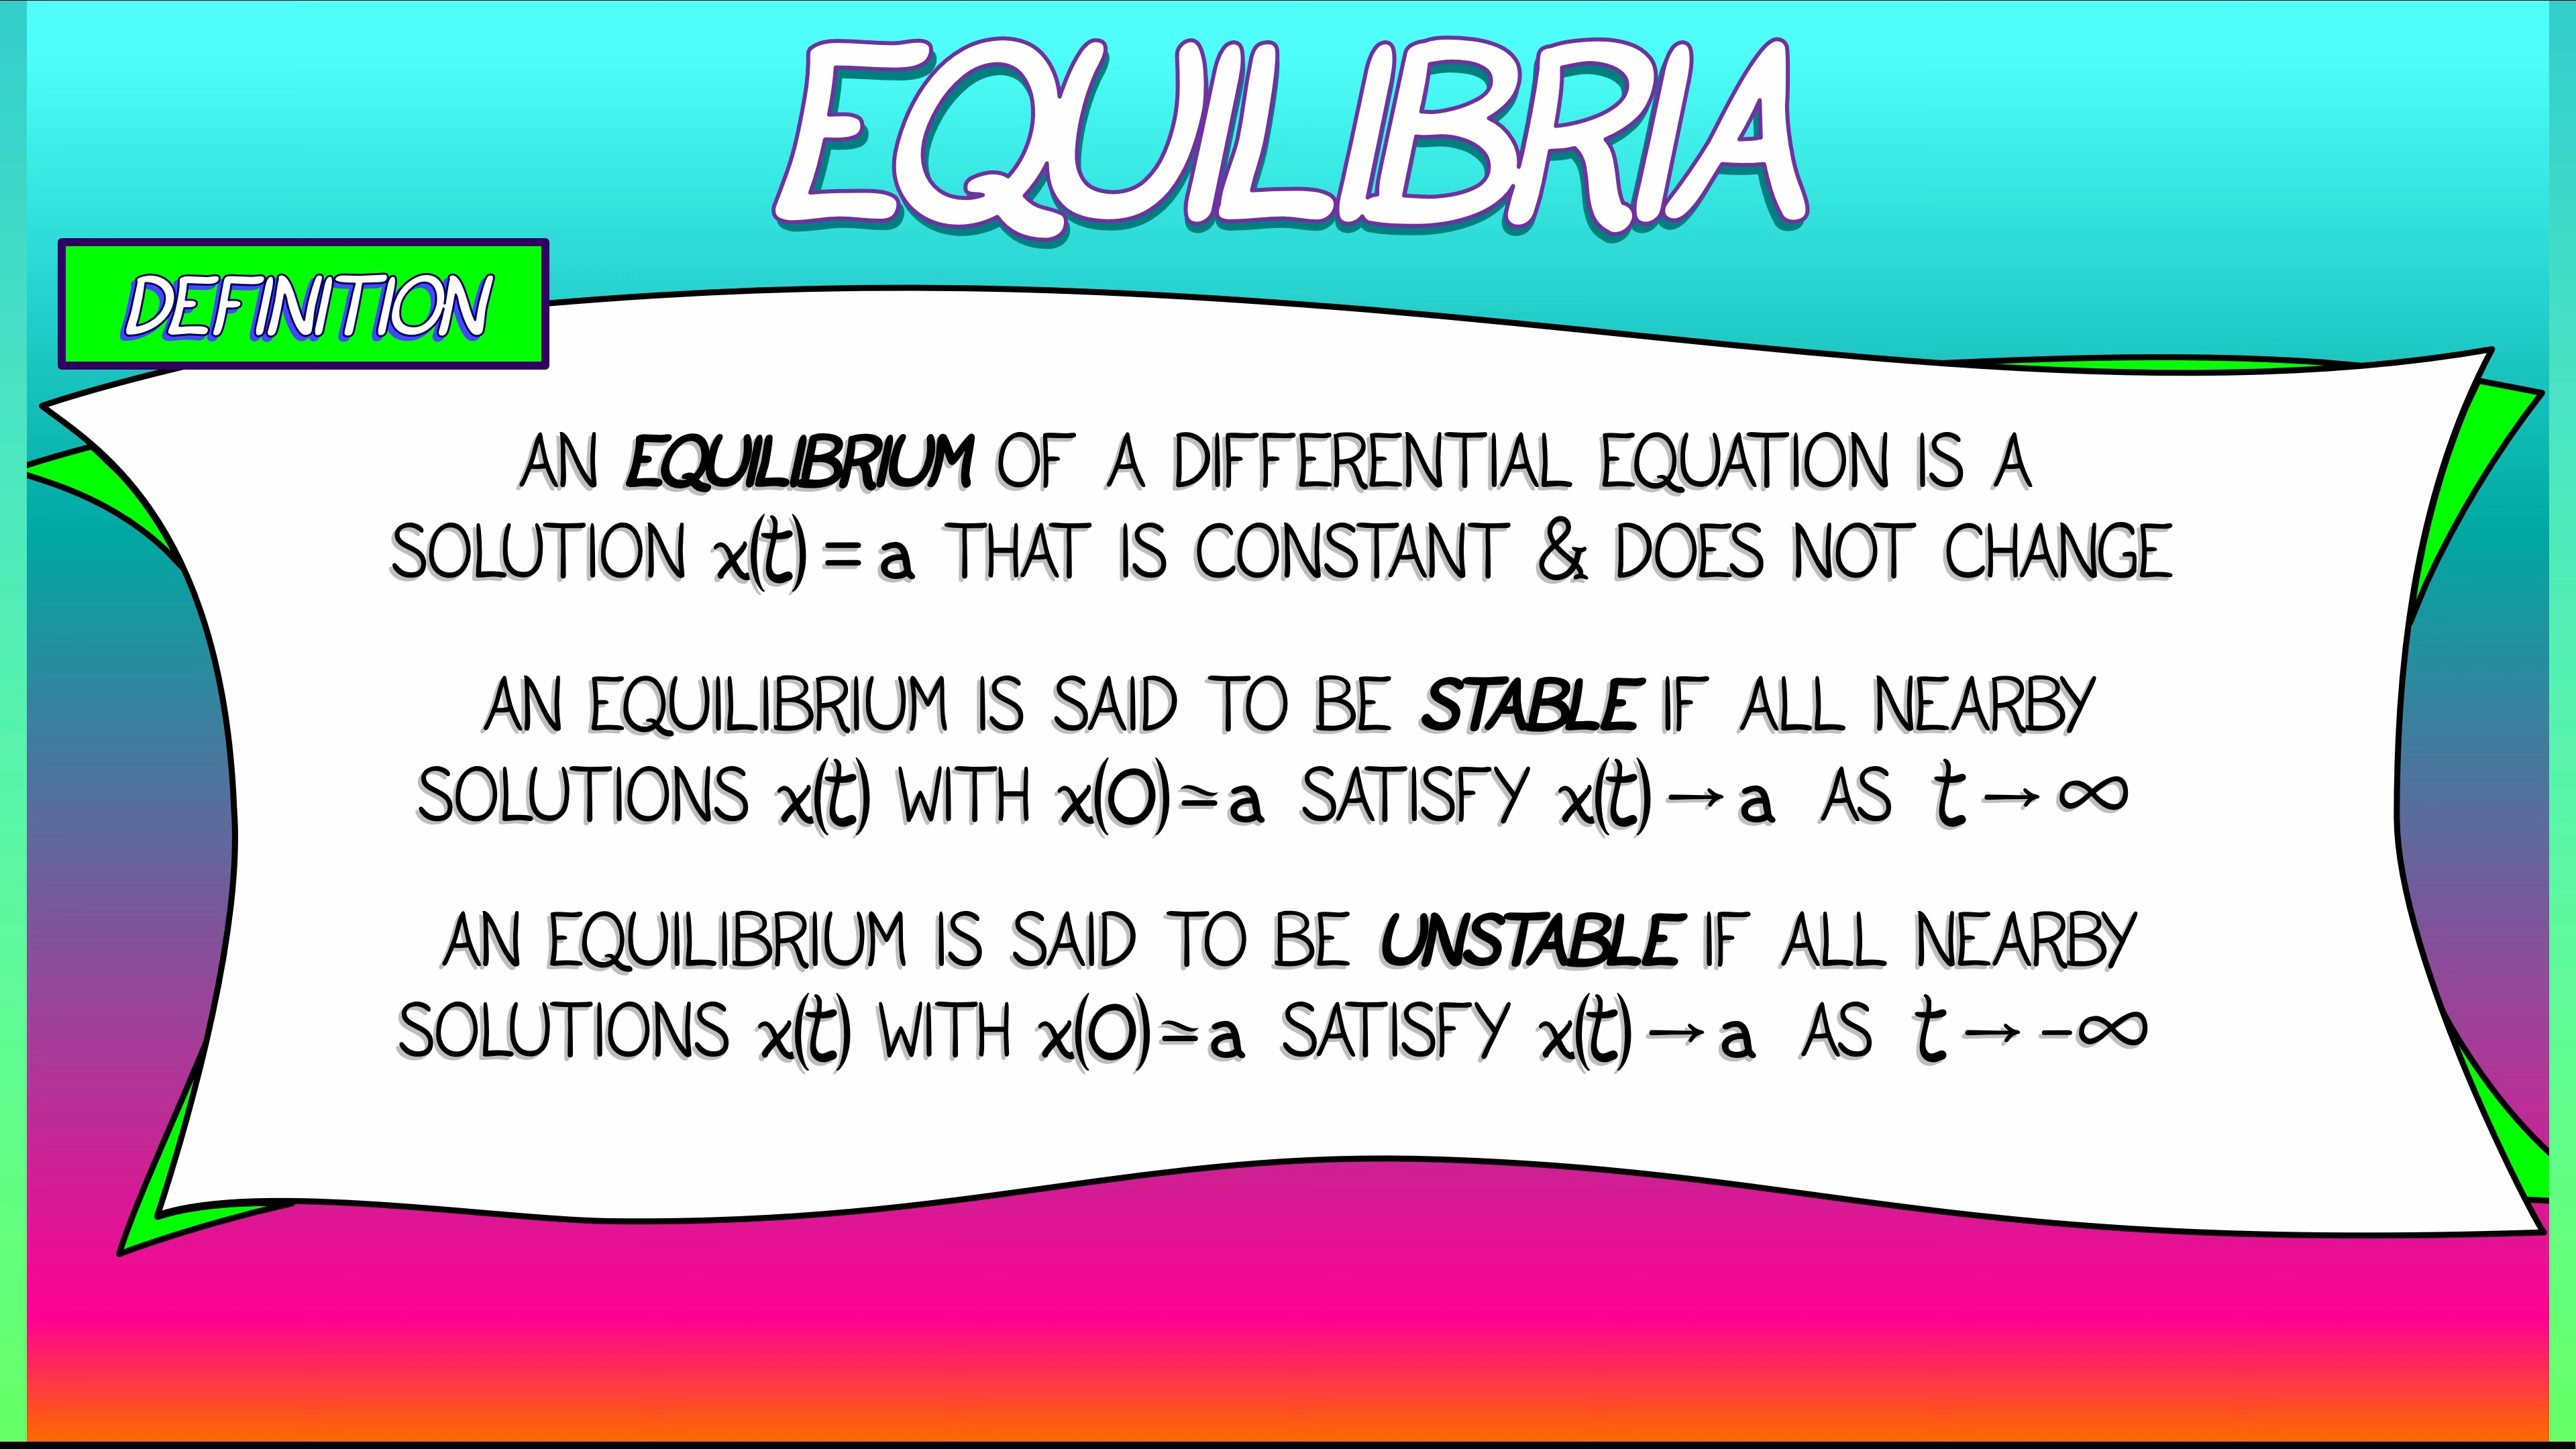 EQUILIBRIA
DEFINITION
AN EQUILIBRIUM OF A DIFFERENTIAL EQUATION IS A
SOLUTION x(t) = a THAT IS CONSTANT & DOES NOT CHANGE
AN EQUILIBRIUM IS SAID TO BE STABLE IF ALL NEARBY
SOLUTIONS x(t) WITH x(0) ≃ a SATISFY x(t) → a AS t → ∞
AN EQUILIBRIUM IS SAID TO BE UNSTABLE IF ALL NEARBY
SOLUTIONS x(t) WITH x(0) ≃ a SATISFY x(t) → a AS t → -∞